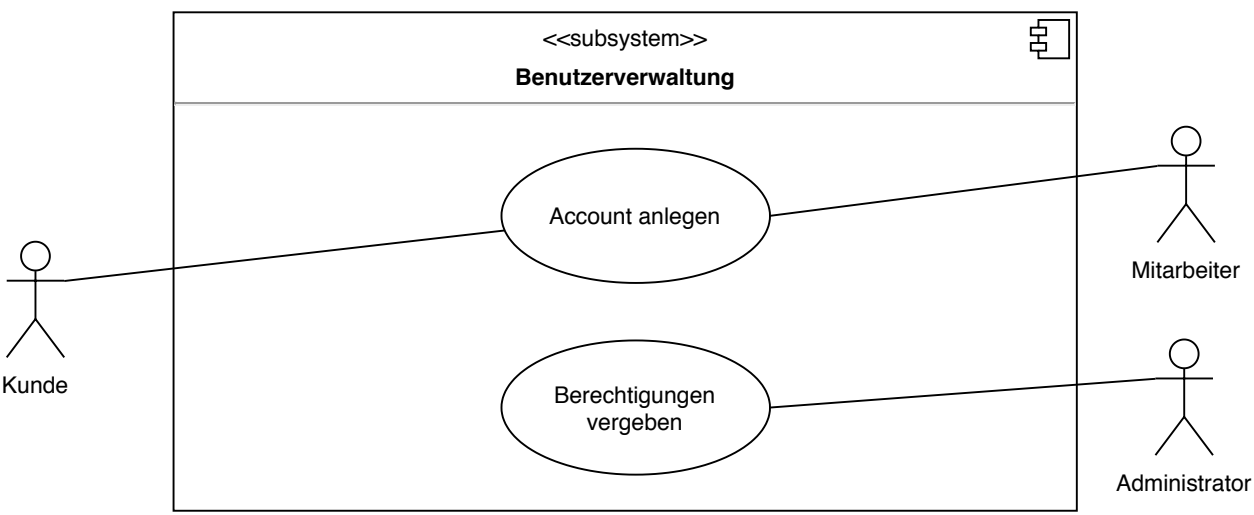 <<subsystem>>
Benutzerverwaltung
Account anlegen
Mitarbeiter
Kunde
Berechtigungen
vergeben
Administrator